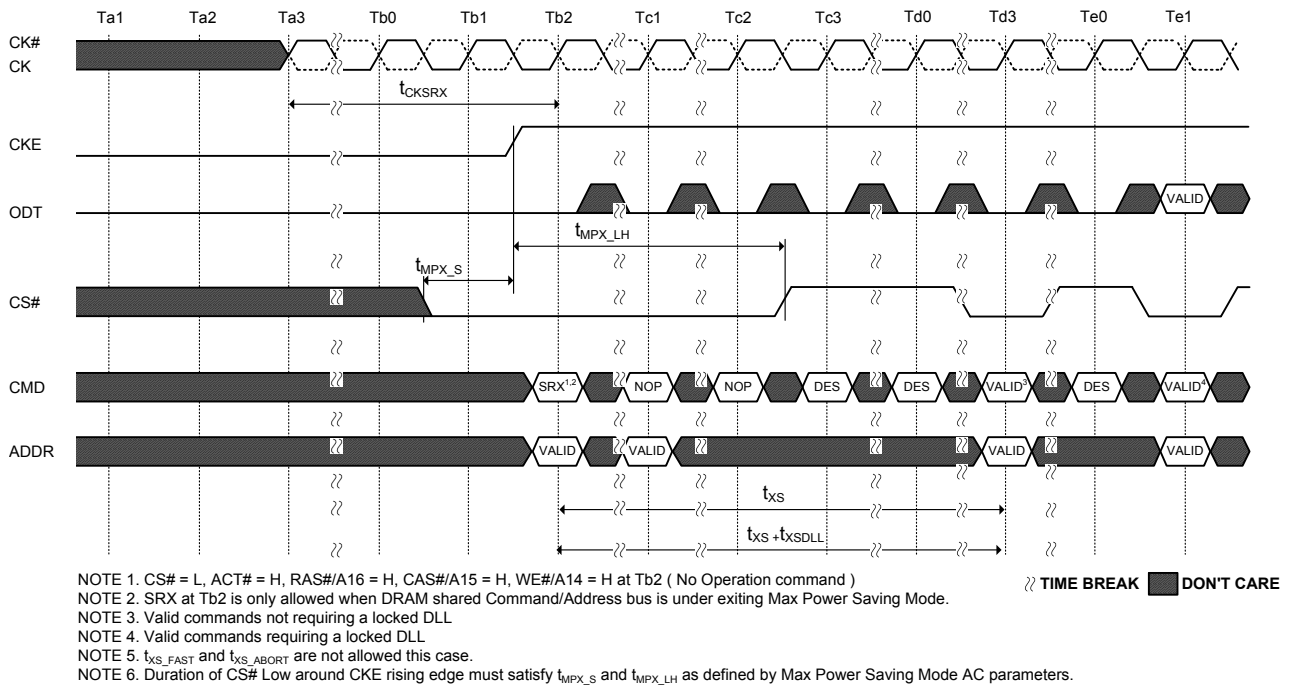 Ta1 Ta2 Ta3 Tb0 Tb1 Tb2 Tc1 Tc2 Tc3 Td0 Td3 Te0 Te1
CK#
CK
tCKSRX
CKE
ODT
VALID
tMPX_LH
tMPX_S
CS#
CMD
SRX1,2 NOP NOP DES DES VALID3 DES VALID4
ADDR
VALID VALID VALID VALID
tXS
tXS +tXSDLL
NOTE 1. CS# = L, ACT# = H, RAS#/A16 = H, CAS#/A15 = H, WE#/A14 = H at Tb2 ( No Operation command )
TIME BREAK DON'T CARE
NOTE 2. SRX at Tb2 is only allowed when DRAM shared Command/Address bus is under exiting Max Power Saving Mode.
NOTE 3. Valid commands not requiring a locked DLL
NOTE 4. Valid commands requiring a locked DLL
NOTE 5. tXS_FAST and tXS_ABORT are not allowed this case.
NOTE 6. Duration of CS# Low around CKE rising edge must satisfy tMPX_S and tMPX_LH as defined by Max Power Saving Mode AC parameters.